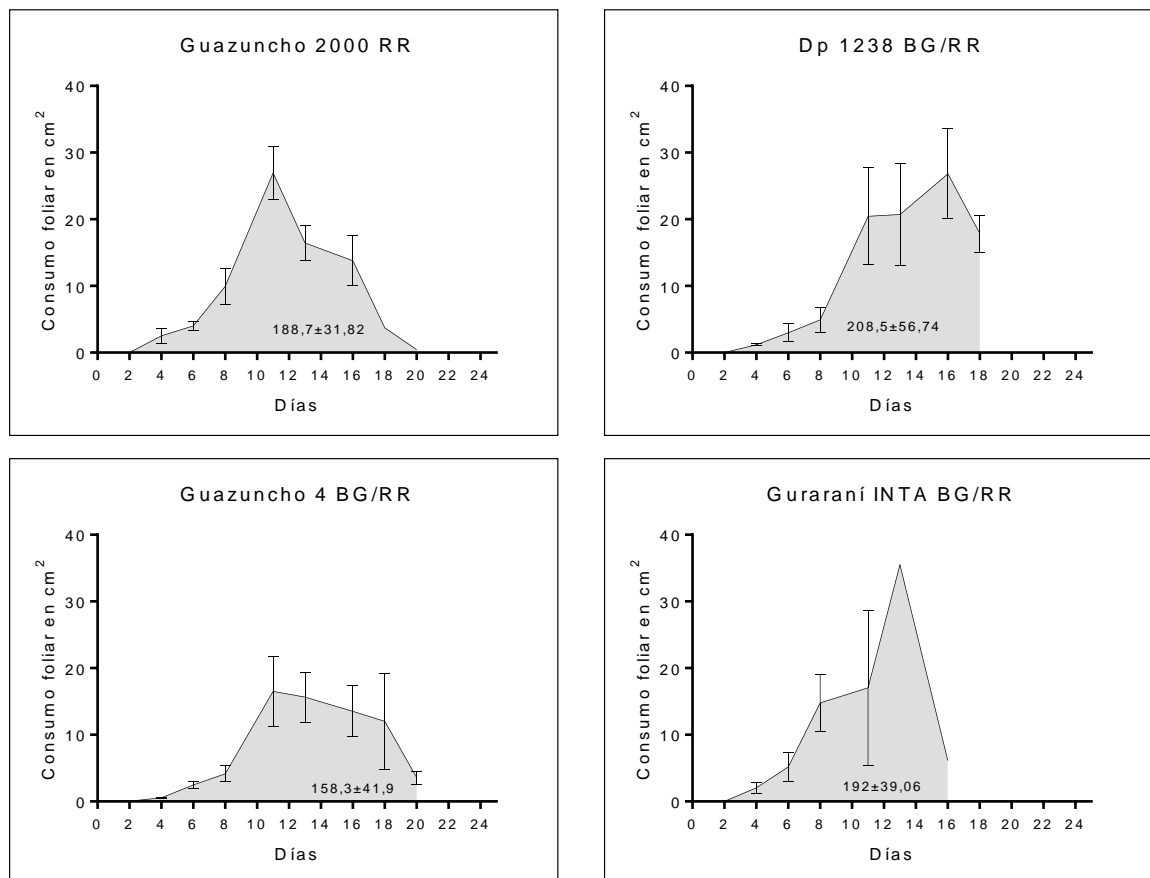 Guazuncho 2000 RR
Consumo foliar en cm²
40
30
20
10
0
188,7±31,82
0 2 4 6 8 10 12 14 16 18 20 22 24
Días
Dp 1238 BG/RR
Consumo foliar en cm²
40
30
20
10
0
208,5±56,74
0 2 4 6 8 10 12 14 16 18 20 22 24
Días
Guazuncho 4 BG/RR
Consumo foliar en cm²
40
30
20
10
0
158,3±41,9
0 2 4 6 8 10 12 14 16 18 20 22 24
Días
Guraraní INTA BG/RR
Consumo foliar en cm²
40
30
20
10
0
192±39,06
0 2 4 6 8 10 12 14 16 18 20 22 24
Días